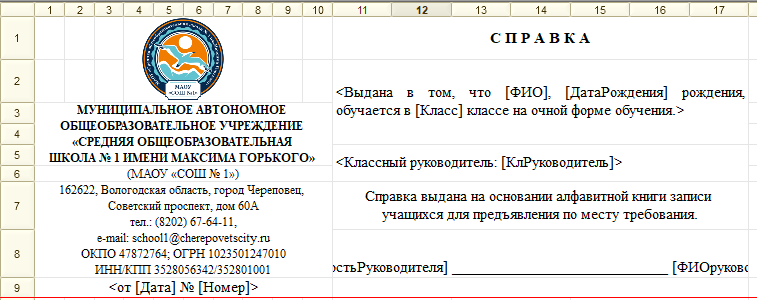 1 2 3 4 5 6 7 8 9 10 11 12 13 14 15 16 17
1
МАОУ
«СОШ №1»
2
3
МУНИЦИПАЛЬНОЕ АВТОНОМНОЕ
4
ОБЩЕОБРАЗОВАТЕЛЬНОЕ УЧРЕЖДЕНИЕ
«СРЕДНЯЯ ОБЩЕОБРАЗОВАТЕЛЬНАЯ
5
ШКОЛА № 1 ИМЕНИ МАКСИМА ГОРЬКОГО»
6
(МАОУ «СОШ № 1»)
162622, Вологодская область, город Череповец,
7
Советский проспект, дом 60А
тел.: (8202) 67-64-11,
e-mail: school1@cherepovetscity.ru
8
ОКПО 47872764; ОГРН 1023501247010
ИНН/КПП 3528056342/352801001
9
<от [Дата] № [Номер]>
С П Р А В К А
<Выдана в том, что [ФИО], [ДатаРождения] рождения,
обучается в [Класс] классе на очной форме обучения.>
<Классный руководитель: [КлРуководитель]>
Справка выдана на основании алфавитной книги записи
учащихся для предъявления по месту требования.
остьРуководителя] ______________________________ [ФИОруково